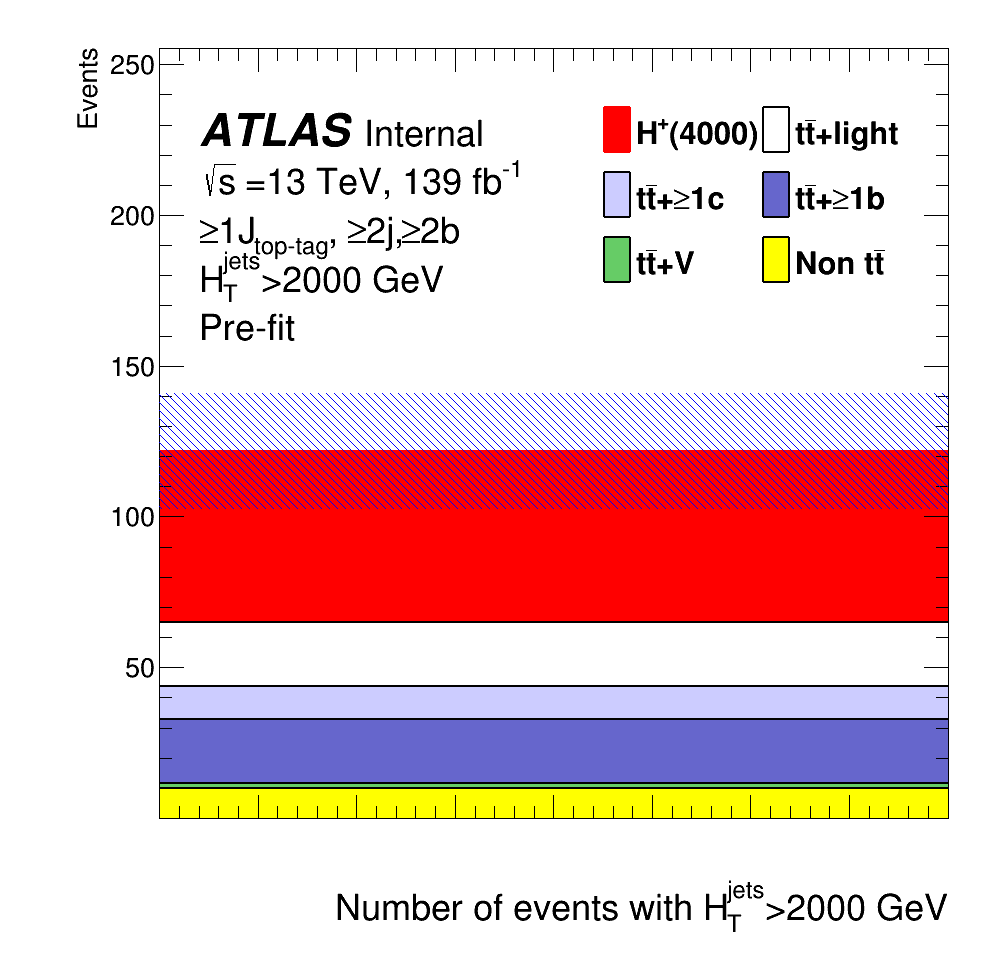 Events
250
200
150
100
50
ATLAS Internal
√s =13 TeV, 139 fb⁻¹
≥1J_top-tag, ≥2j,≥2b
H_T^jets>2000 GeV
Pre-fit
H⁺(4000) tt̄+light
tt̄+≥1c tt̄+≥1b
tt̄+V Non tt̄
Number of events with H_T^jets>2000 GeV